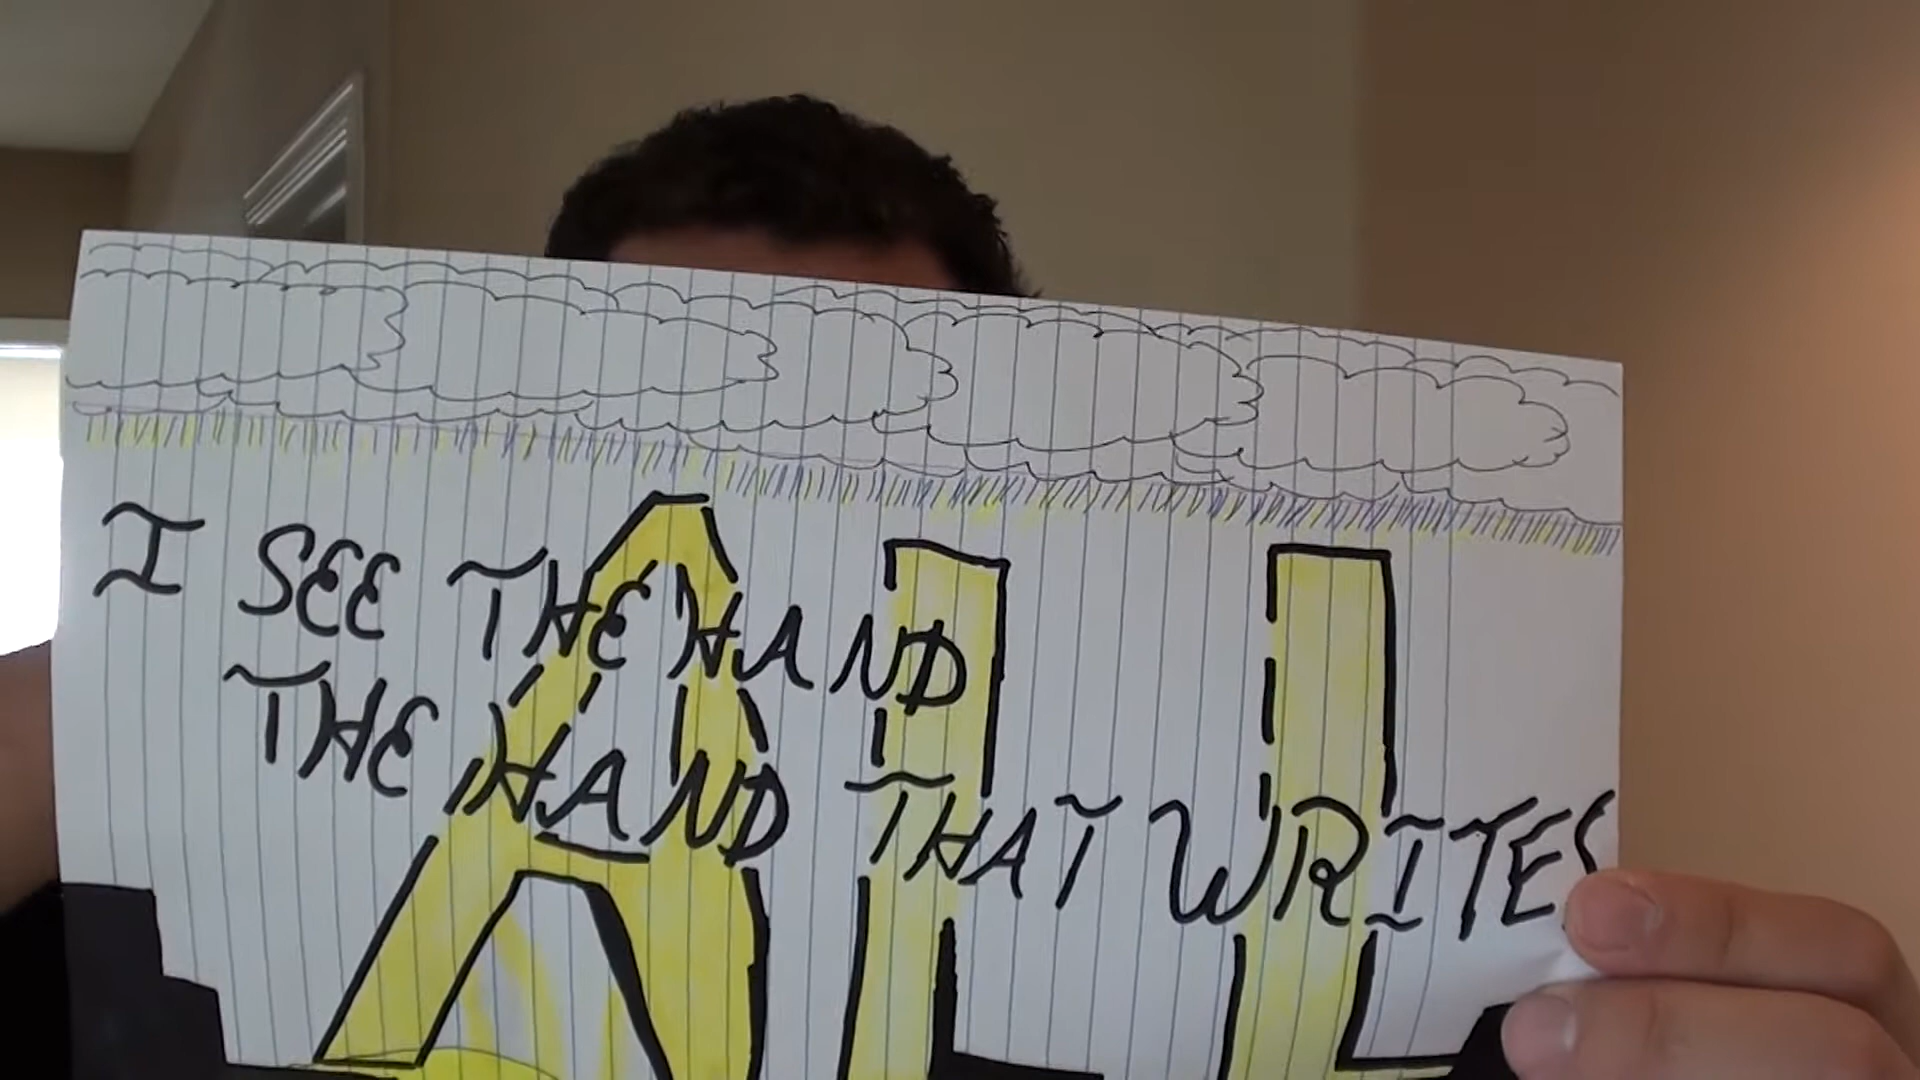 I SEE THE HAND
THE HAND THAT WRITES
ALL